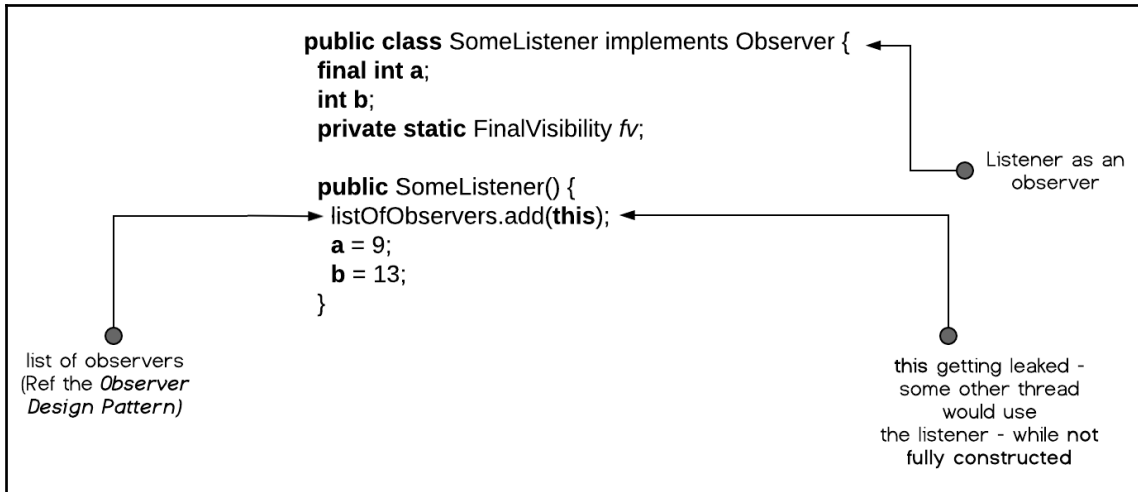 public class SomeListener implements Observer {
final int a;
int b;
private static FinalVisibility fv;
public SomeListener() {
listOfObservers.add(this);
a = 9;
b = 13;
}
Listener as an
observer
list of observers
(Ref the Observer
Design Pattern)
this getting leaked -
some other thread
would use
the listener - while not
fully constructed